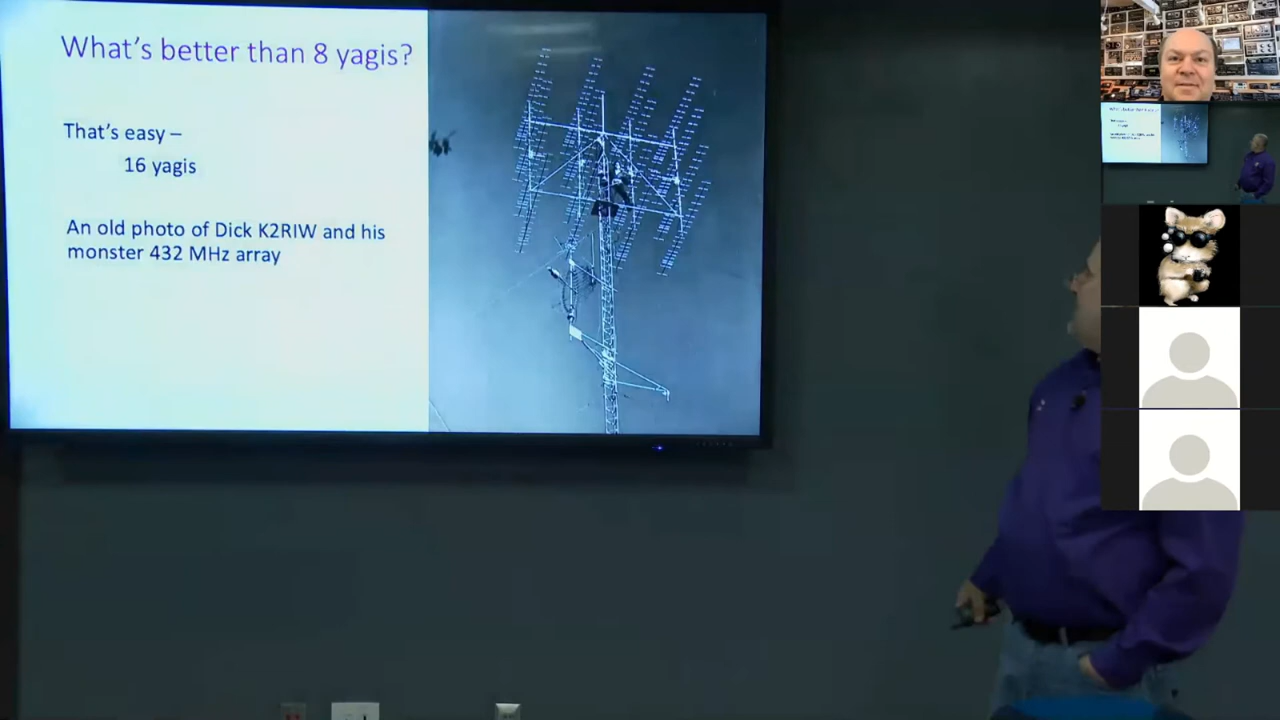 What's better than 8 yagis?
That's easy –
16 yagis
An old photo of Dick K2RIW and his
monster 432 MHz array